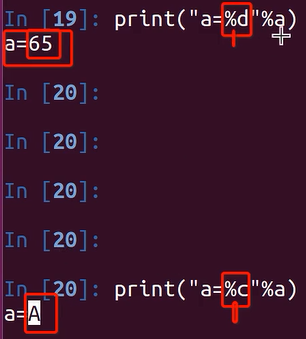 In [19]: print("a=%d"%a)
a=65
In [20]:
In [20]:
In [20]:
In [20]:
In [20]: print("a=%c"%a)
a=A